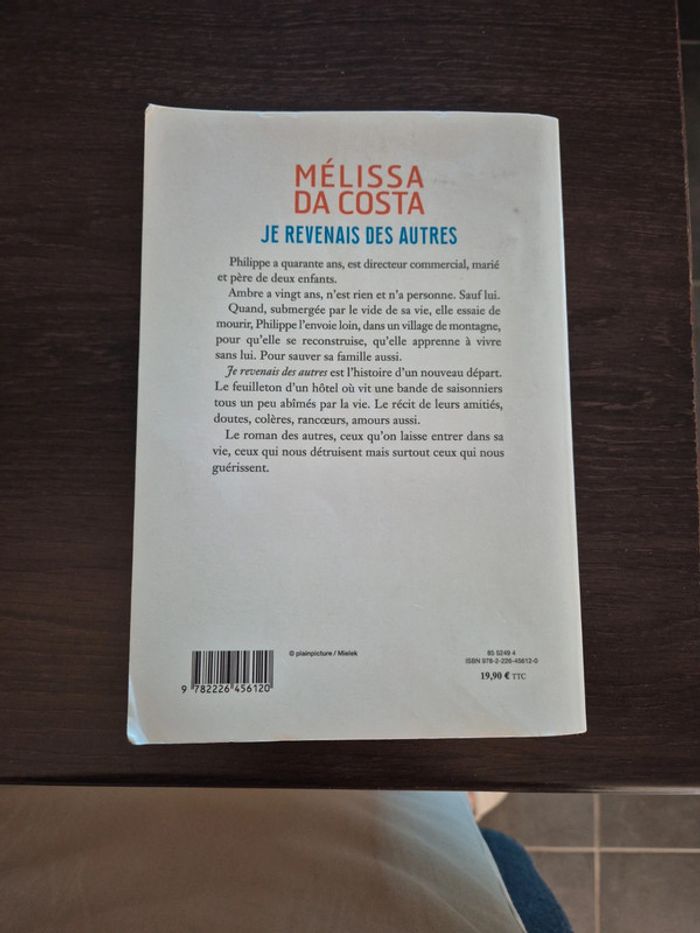 MÉLISSA
DA COSTA
JE REVENAIS DES AUTRES
Philippe a quarante ans, est directeur commercial, marié
et père de deux enfants.
Ambre a vingt ans, n'est rien et n'a personne. Sauf lui.
Quand, submergée par le vide de sa vie, elle essaie de
mourir, Philippe l'envoie loin, dans un village de montagne,
pour qu'elle se reconstruise, qu'elle apprenne à vivre
sans lui. Pour sauver sa famille aussi.
Je revenais des autres est l'histoire d'un nouveau départ.
Le feuilleton d'un hôtel où vit une bande de saisonniers
tous un peu abîmés par la vie. Le récit de leurs amitiés,
doutes, colères, rancœurs, amours aussi.
Le roman des autres, ceux qu'on laisse entrer dans sa
vie, ceux qui nous détruisent mais surtout ceux qui nous
guérissent.
© plainpicture / Mielek
85 5249 4
ISBN 978-2-226-45612-0
19,90 € TTC
9 782226 456120